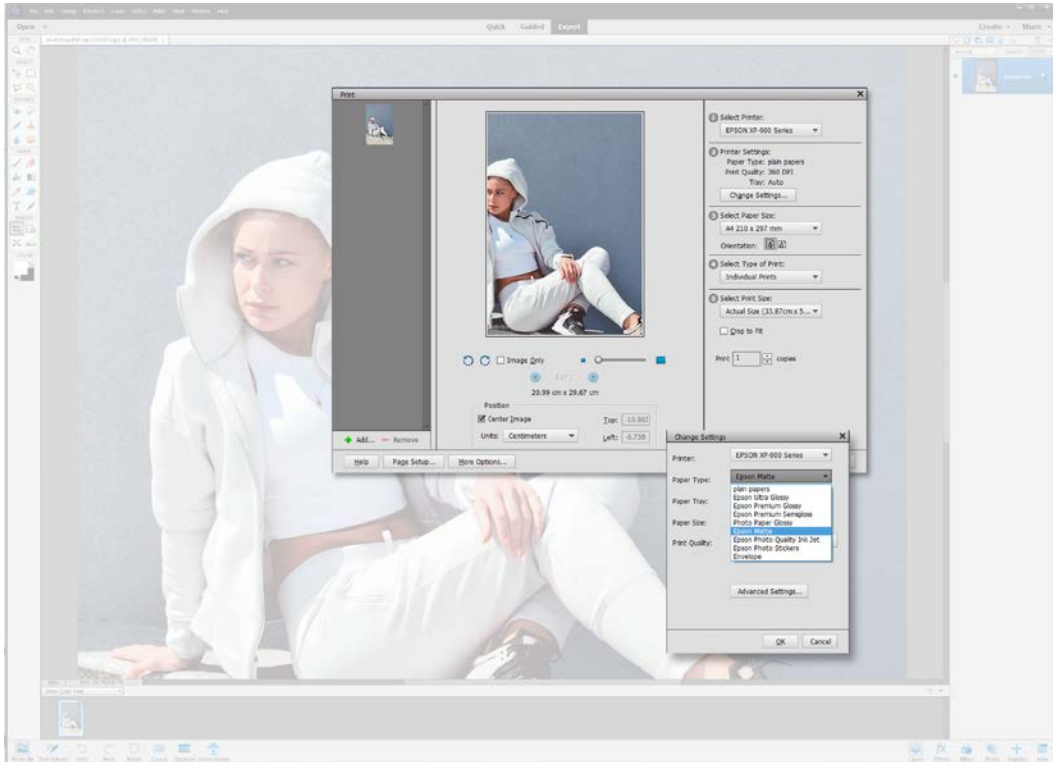 Open
Quick Guided Expert
Create Share
Print
Select Printer:
EPSON XP-900 Series
Printer Settings:
Paper Type: plain papers
Print Quality: 360 DPI
Tray: Auto
Change Settings...
Select Paper Size:
A4 210 x 297 mm
Orientation:
Select Type of Print:
Individual Prints
Select Print Size:
Actual Size (33.87cm x 5...
Crop to Fit
Print 1 copies
Image Only
20.99 cm x 29.67 cm
Position
Center Image
Top:
Units: Centimeters
Left: -6.738
Add... Remove
Help Page Setup... More Options...
Change Settings
Printer: EPSON XP-900 Series
Paper Type: Epson Matte
plain papers
Epson Ultra Glossy
Epson Premium Glossy
Epson Premium Semigloss
Photo Paper Glossy
Epson Matte
Epson Photo Quality Ink Jet
Epson Photo Stickers
Envelope
Paper Tray:
Paper Size:
Print Quality:
Advanced Settings...
OK Cancel